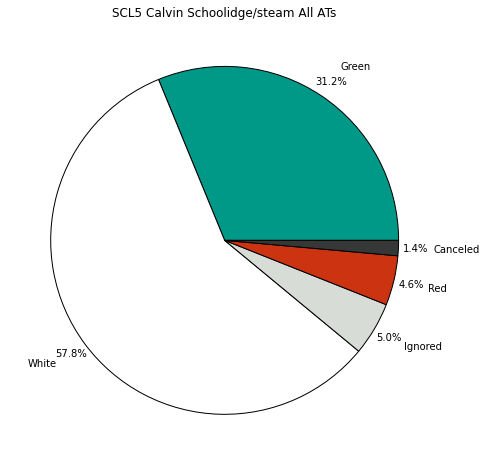 SCL5 Calvin Schoolidge/steam All ATs
Green
31.2%
1.4% Canceled
4.6% Red
5.0%
Ignored
57.8%
White